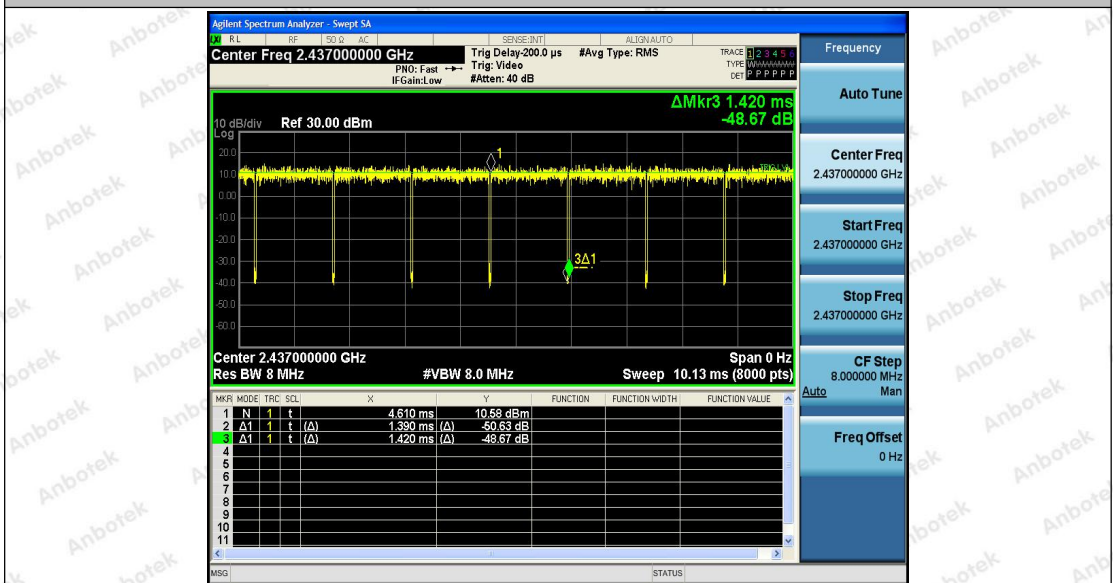 Agilent Spectrum Analyzer - Swept SA
RL RF 50 Ω AC SENSE:INT ALIGNAUTO
Center Freq 2.437000000 GHz
PNO: Fast
IFGain:Low
Trig Delay-200.0 µs
Trig: Video
#Atten: 40 dB
#Avg Type: RMS
TRACE 1 2 3 4 5 6
TYPE
DET P P P P P P
ΔMkr3 1.420 ms
-48.67 dB
10 dB/div Ref 30.00 dBm
Log
20.0
10.0
0.00
-10.0
-20.0
-30.0
-40.0
-50.0
-60.0
1
3Δ1
Center 2.437000000 GHz Span 0 Hz
Res BW 8 MHz #VBW 8.0 MHz Sweep 10.13 ms (8000 pts)
MKR MODE TRC SCL X Y FUNCTION FUNCTION WIDTH FUNCTION VALUE
1 N 1 t 4.610 ms 10.58 dBm
2 Δ1 1 t (Δ) 1.390 ms (Δ) -50.63 dB
3 Δ1 1 t (Δ) 1.420 ms (Δ) -48.67 dB
4
5
6
7
8
9
10
11
MSG STATUS
Frequency
Auto Tune
Center Freq
2.437000000 GHz
Start Freq
2.437000000 GHz
Stop Freq
2.437000000 GHz
CF Step
8.000000 MHz
Auto Man
Freq Offset
0 Hz
Anbotek